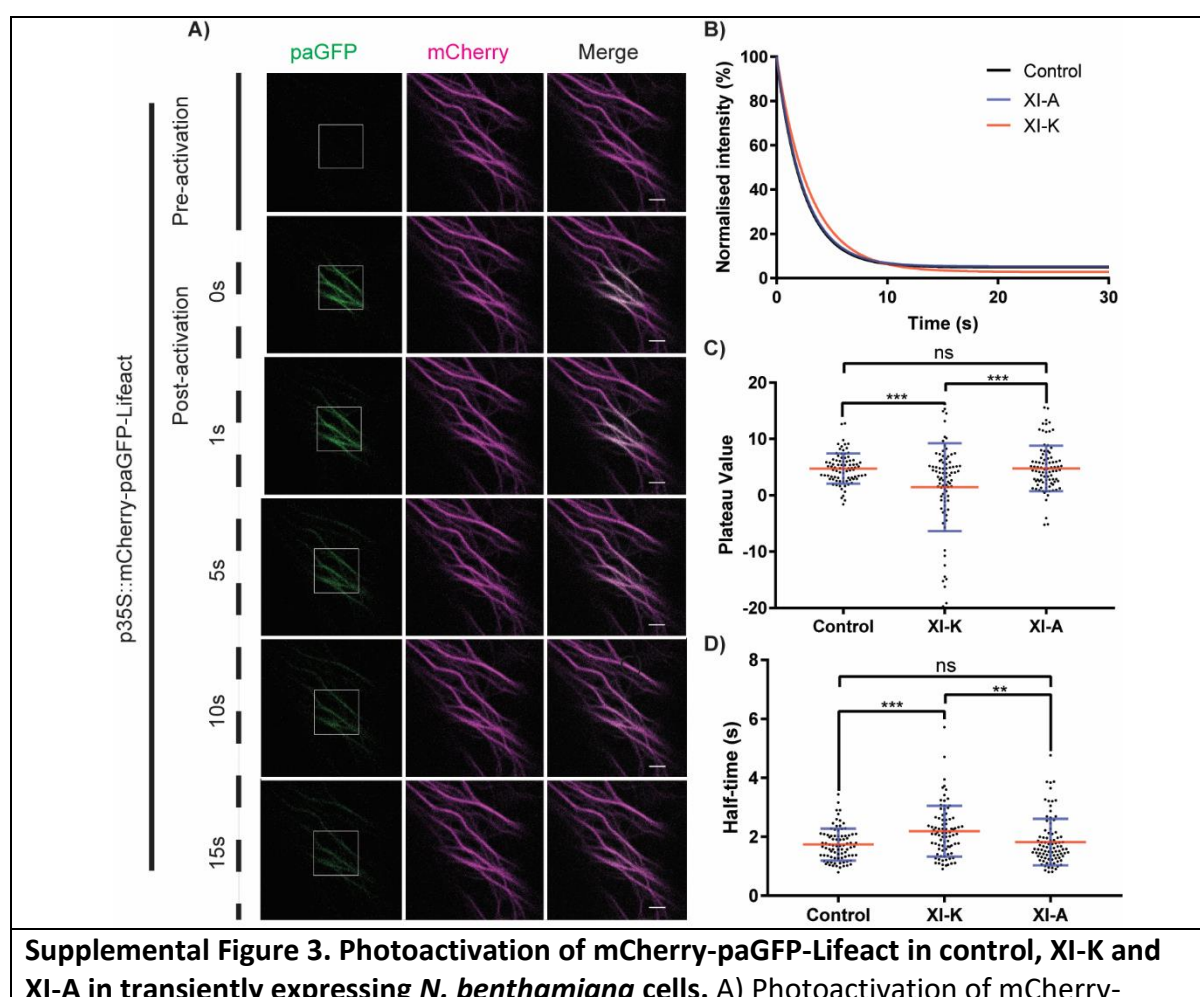 A)
paGFP mCherry Merge
p35S::mCherry-paGFP-Lifeact
Pre-activation
Post-activation
0s
1s
5s
10s
15s
B)
Normalised intensity (%)
100
80
60
40
20
0
0 10 20 30
Time (s)
Control
XI-A
XI-K
C)
Plateau Value
20
10
0
-10
-20
ns
***
***
Control XI-K XI-A
D)
Half-time (s)
8
6
4
2
0
ns
**
***
Control XI-K XI-A
Supplemental Figure 3. Photoactivation of mCherry-paGFP-Lifeact in control, XI-K and
XI-A in transiently expressing N. benthamiana cells. A) Photoactivation of mCherry-